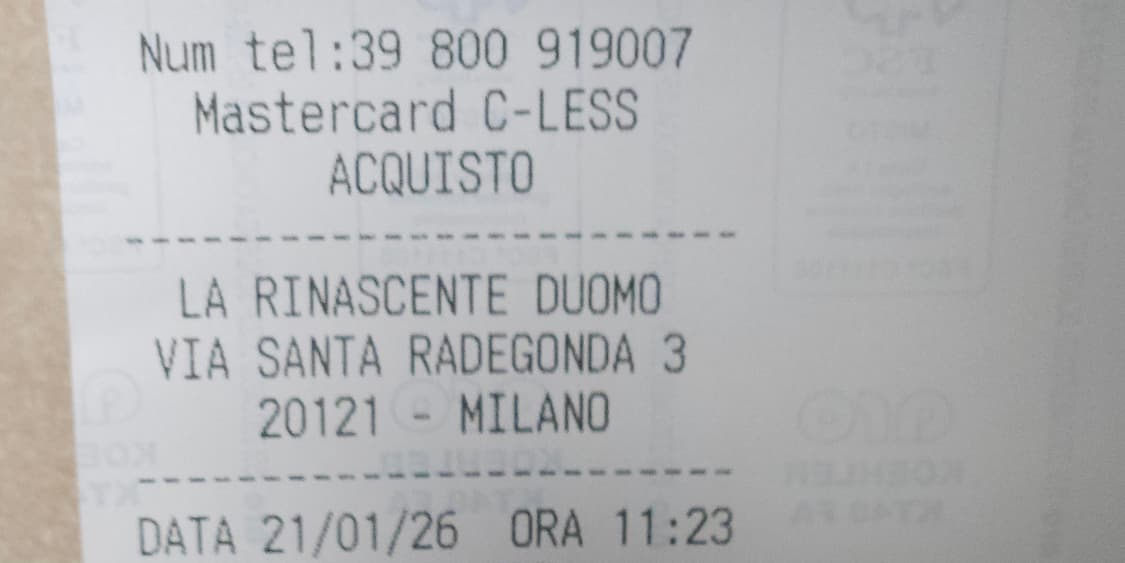 Num tel:39 800 919007
Mastercard C-LESS
ACQUISTO
------------------------
LA RINASCENTE DUOMO
VIA SANTA RADEGONDA 3
20121 - MILANO
------------------------
DATA 21/01/26 ORA 11:23